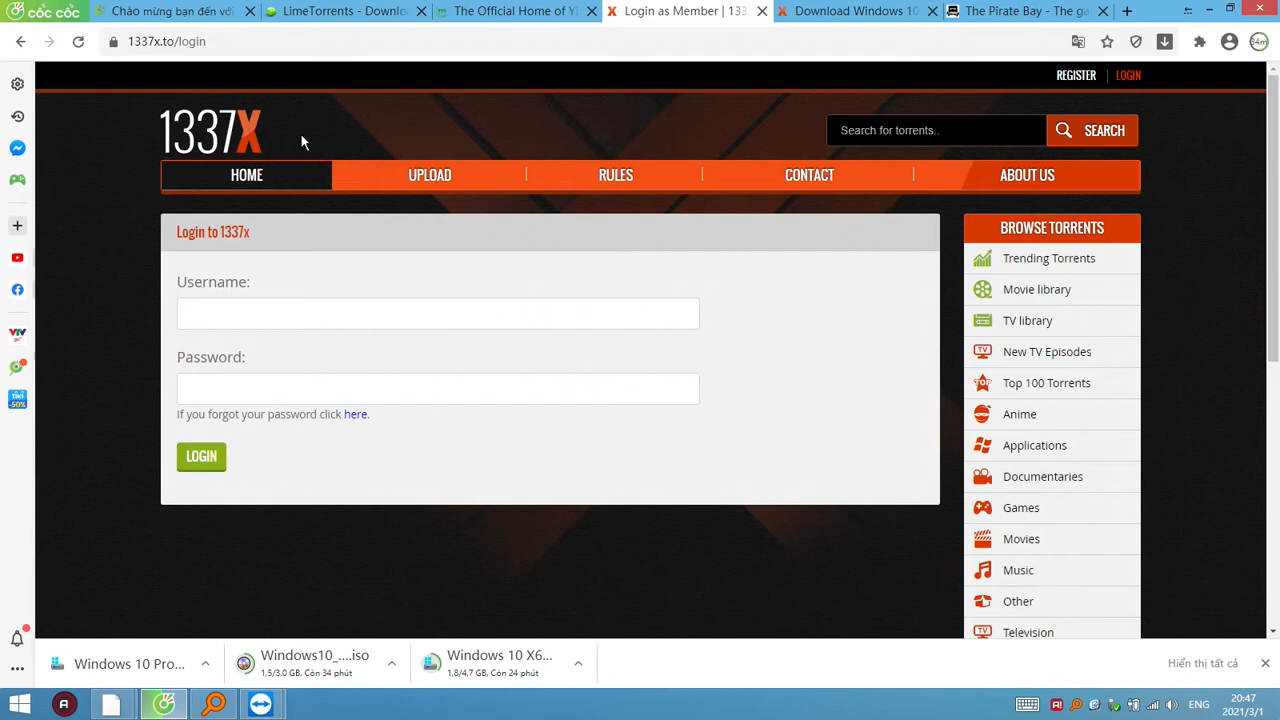 cốc cốc
Chào mừng bạn đến với
LimeTorrents - Downlo
The Official Home of Y
Login as Member | 133
Download Windows 10
The Pirate Bay - The ga
1337x.to/login
REGISTER | LOGIN
1337X
Search for torrents..
SEARCH
HOME
UPLOAD
RULES
CONTACT
ABOUT US
Login to 1337x
Username:
Password:
If you forgot your password click here.
LOGIN
BROWSE TORRENTS
Trending Torrents
Movie library
TV library
New TV Episodes
Top 100 Torrents
Anime
Applications
Documentaries
Games
Movies
Music
Other
Television
Windows 10 Pro...
Windows10_....iso
1,5/3,0 GB, Còn 34 phút
Windows 10 X6...
1,8/4,7 GB, Còn 24 phút
Hiển thị tất cả
ENG
20:47
2021/3/1